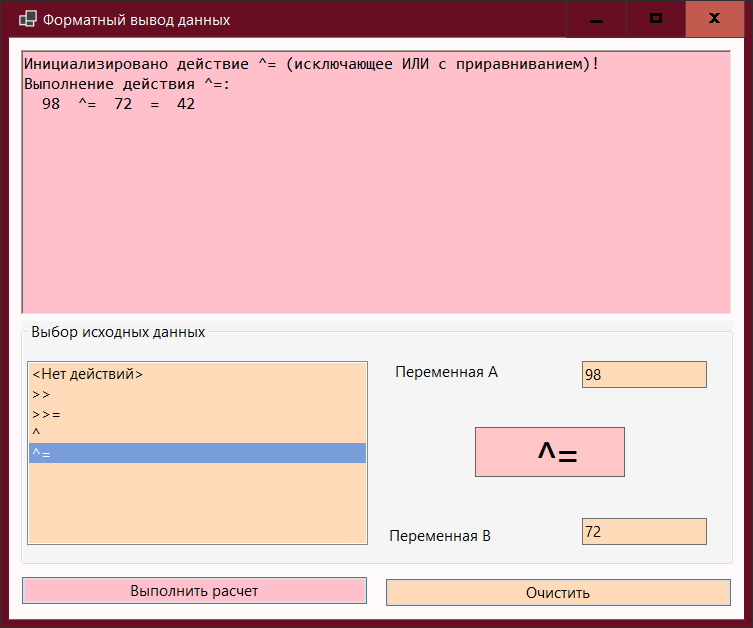 Форматный вывод данных
Инициализировано действие ^= (исключающее ИЛИ с приравниванием)!
Выполнение действия ^=:
98 ^= 72 = 42
Выбор исходных данных
<Нет действий>
>>
>>=
^
^=
Переменная А
98
^=
Переменная В
72
Выполнить расчет
Очистить